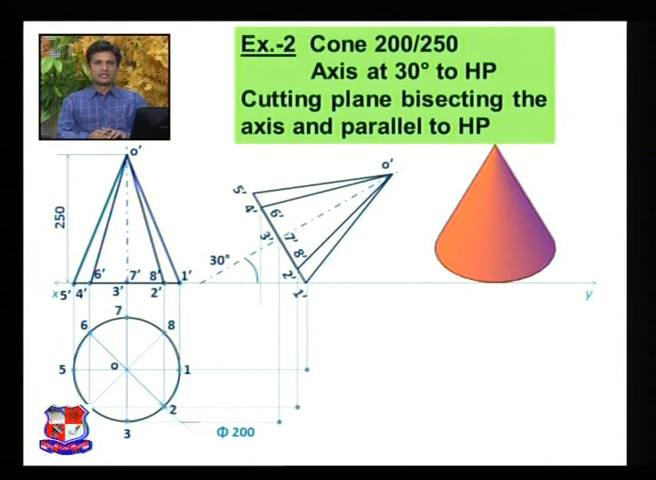 Ex.-2 Cone 200/250
Axis at 30° to HP
Cutting plane bisecting the
axis and parallel to HP
o'
o'
250
5'
4'
6'
3'
7'
8'
2'
1'
30°
x
6'
7'
8'
1'
5'
4'
3'
2'
y
7
6
8
5
o
1
2
3
Φ 200